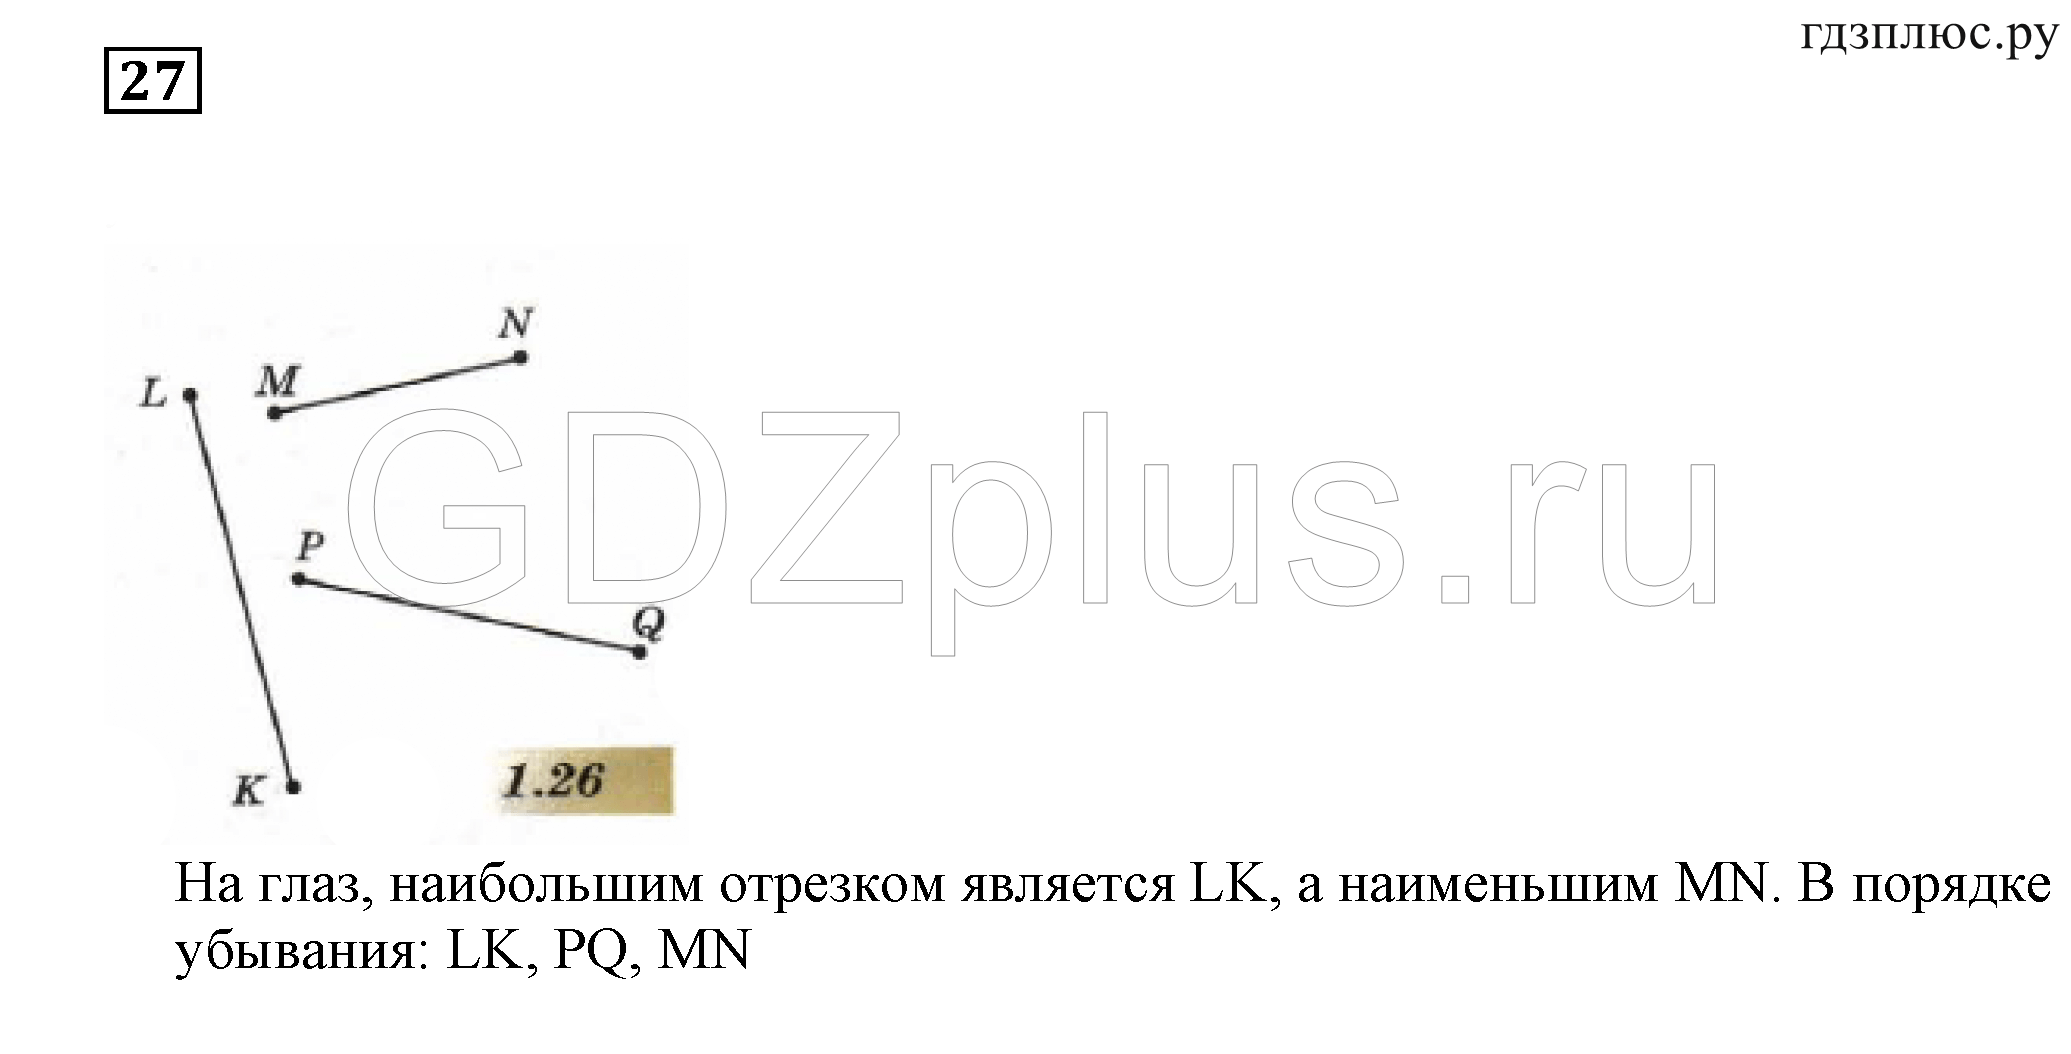 гдзплюс.ру
27
N
L
M
P
Q
K
1.26
GDZplus.ru
На глаз, наибольшим отрезком является LK, а наименьшим MN. В порядке
убывания: LK, PQ, MN